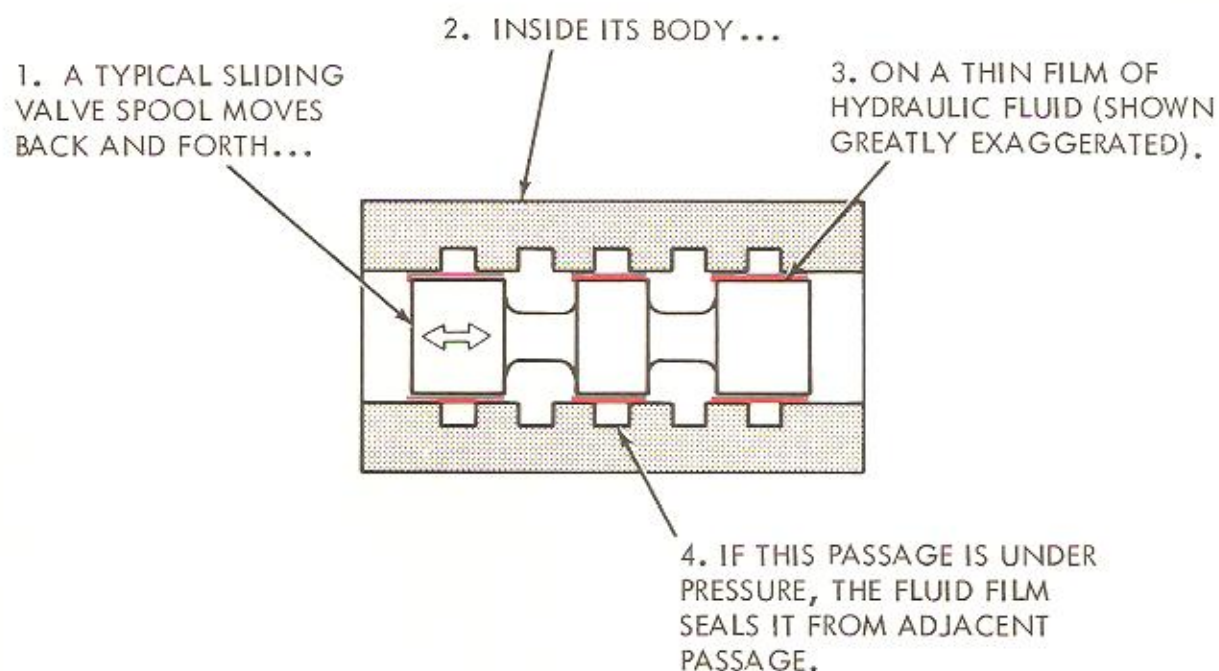 2. INSIDE ITS BODY...
1. A TYPICAL SLIDING
VALVE SPOOL MOVES
BACK AND FORTH...
3. ON A THIN FILM OF
HYDRAULIC FLUID (SHOWN
GREATLY EXAGGERATED).
4. IF THIS PASSAGE IS UNDER
PRESSURE, THE FLUID FILM
SEALS IT FROM ADJACENT
PASSAGE.